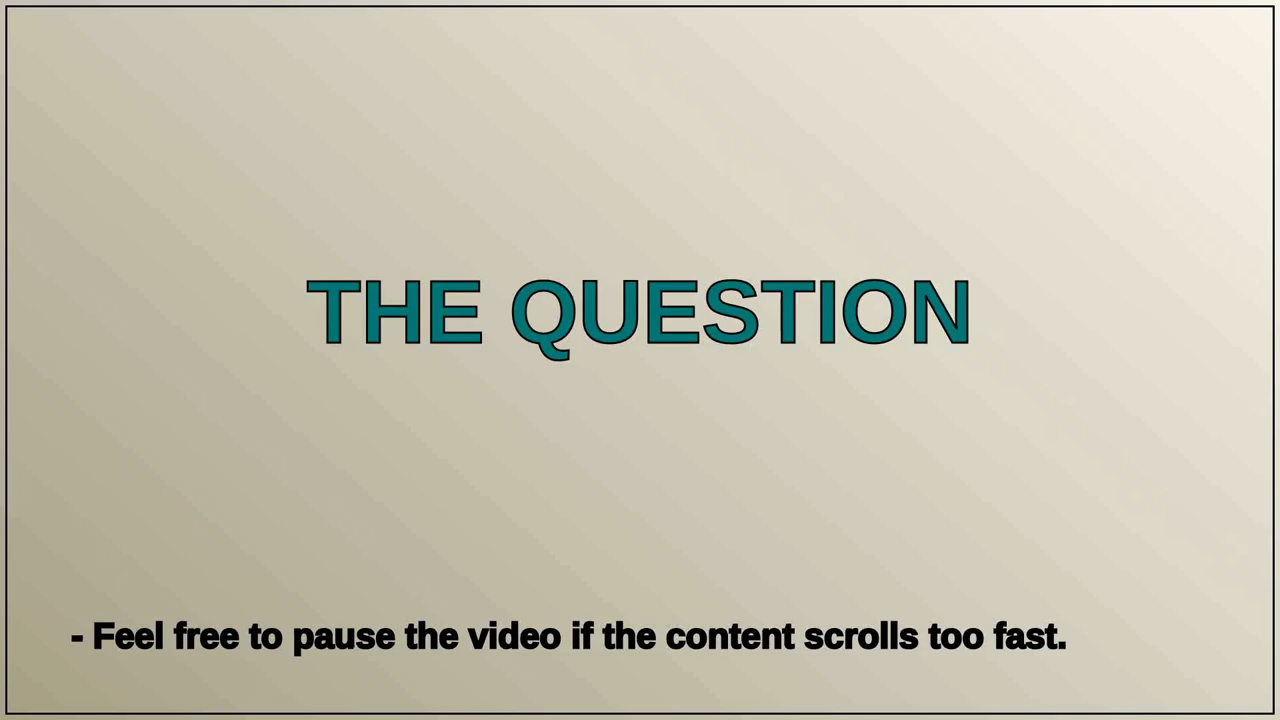 THE QUESTION
- Feel free to pause the video if the content scrolls too fast.